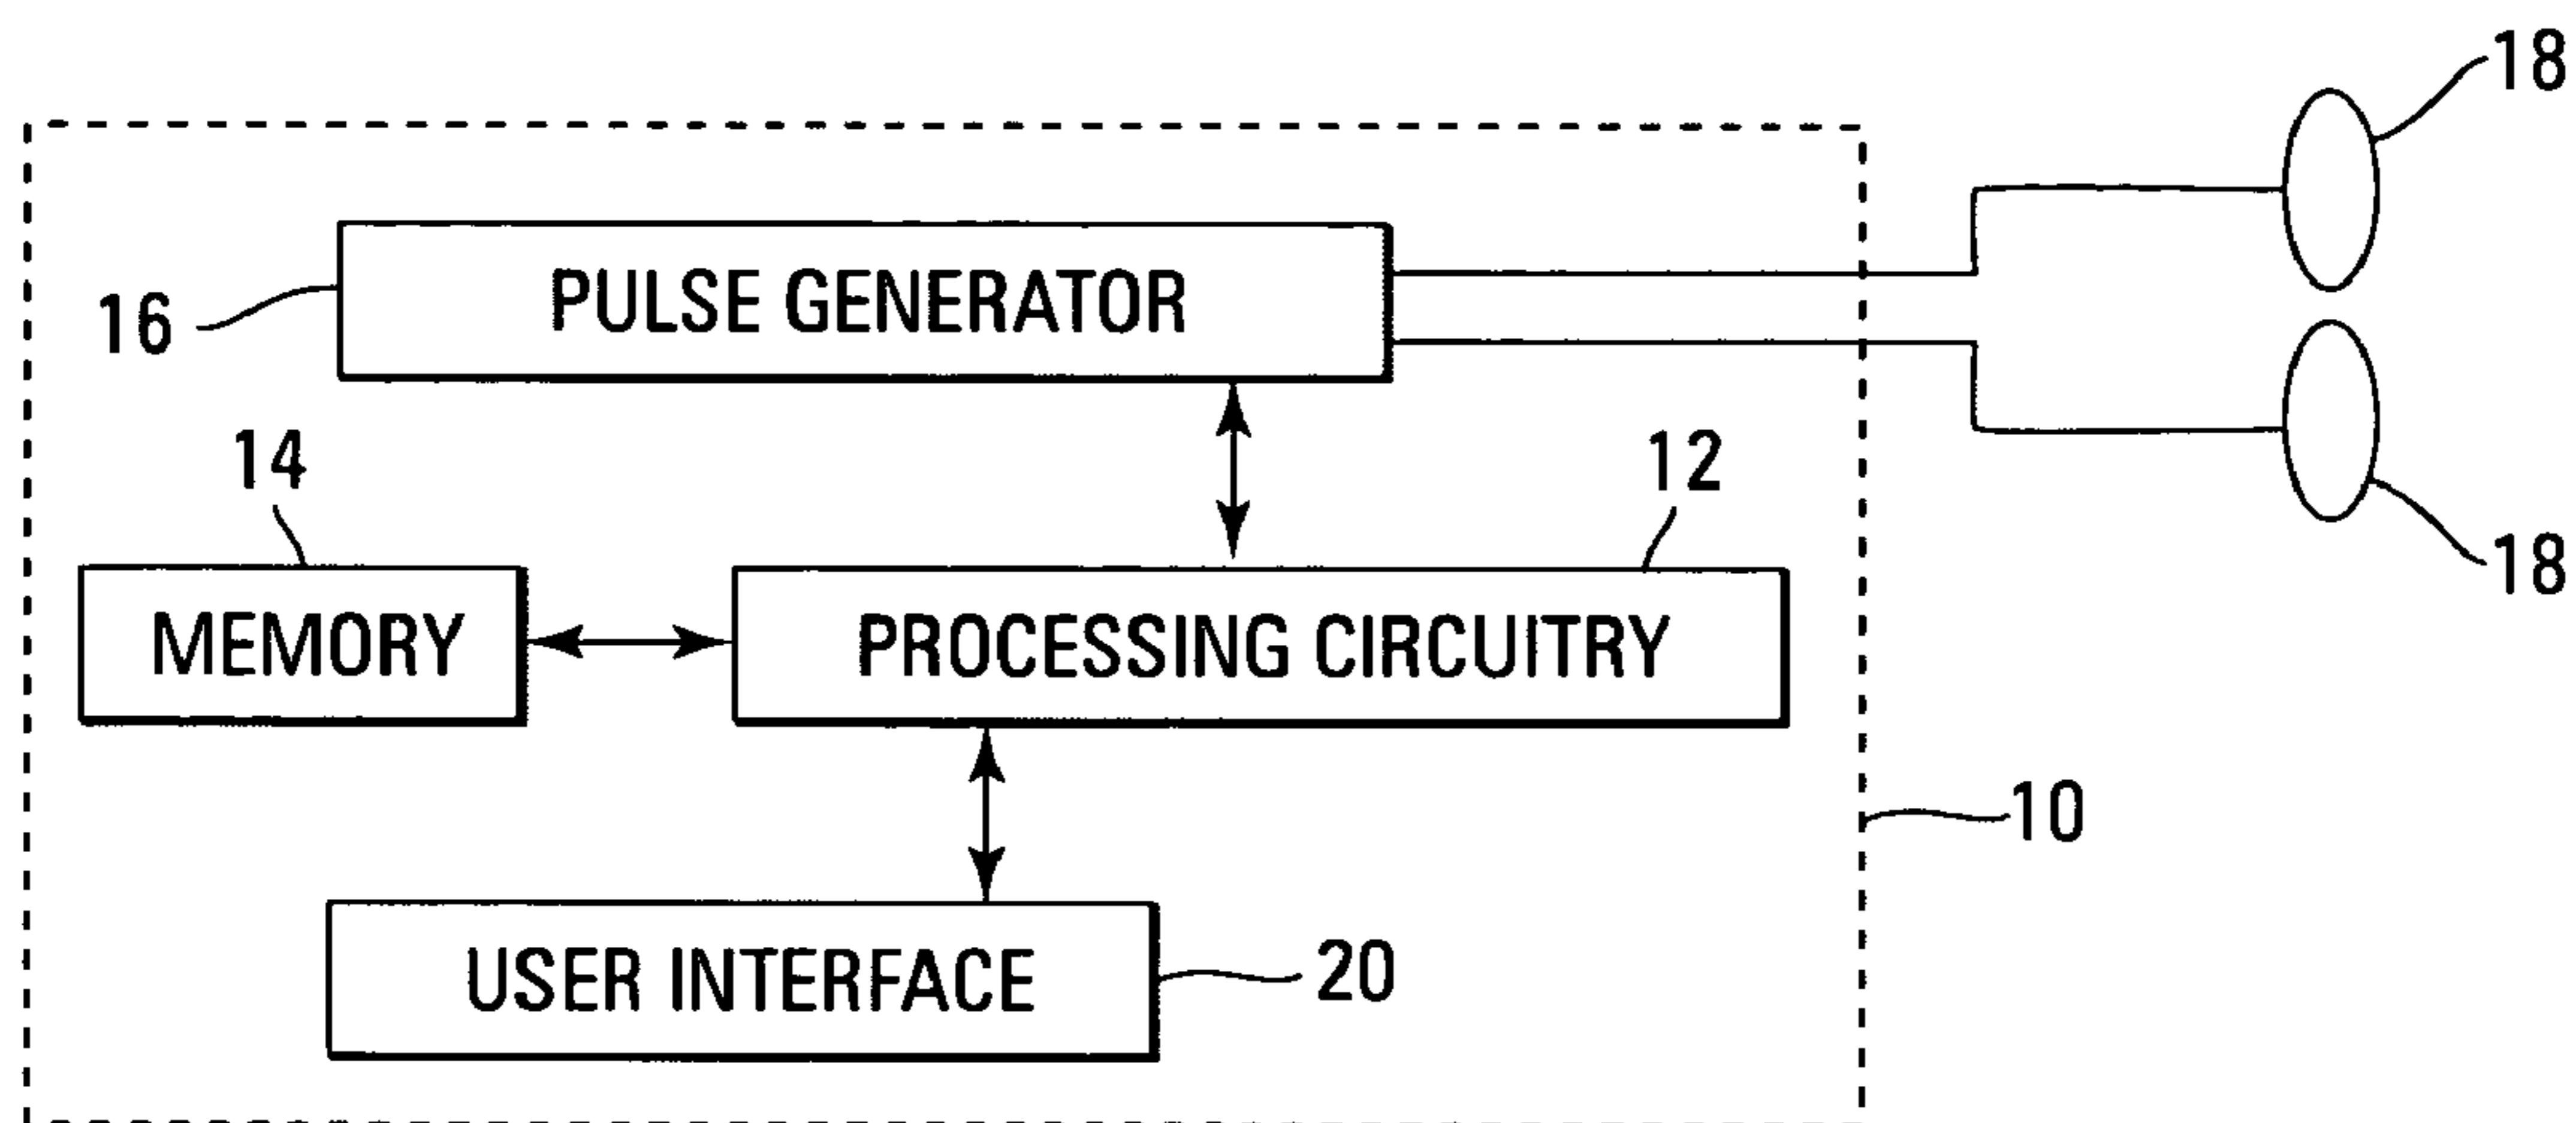 18
PULSE GENERATOR
16
14
12
18
MEMORY
PROCESSING CIRCUITRY
10
USER INTERFACE
20